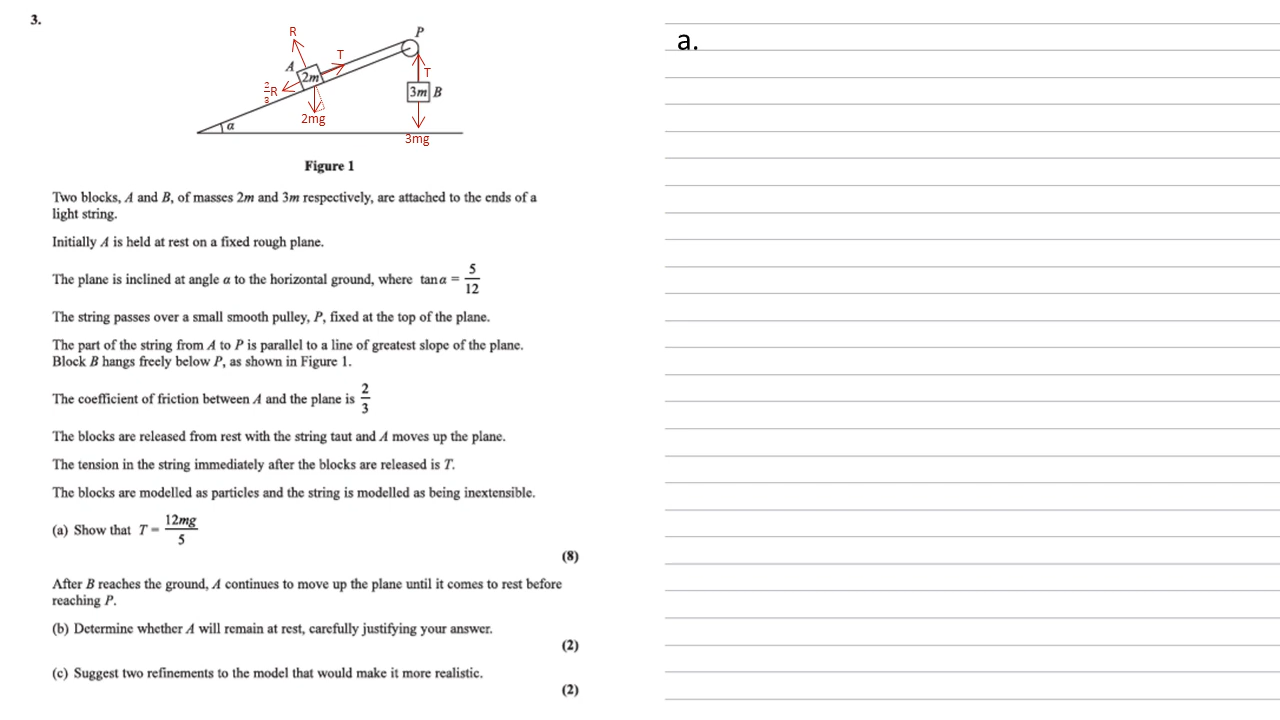 3.
R
P
T
A
2m
T
2/3 R
3m B
α
2mg
3mg
Figure 1
Two blocks, A and B, of masses 2m and 3m respectively, are attached to the ends of a
light string.
Initially A is held at rest on a fixed rough plane.
The plane is inclined at angle α to the horizontal ground, where tan α = 5/12
The string passes over a small smooth pulley, P, fixed at the top of the plane.
The part of the string from A to P is parallel to a line of greatest slope of the plane.
Block B hangs freely below P, as shown in Figure 1.
The coefficient of friction between A and the plane is 2/3
The blocks are released from rest with the string taut and A moves up the plane.
The tension in the string immediately after the blocks are released is T.
The blocks are modelled as particles and the string is modelled as being inextensible.
(a) Show that T = 12mg/5
(8)
After B reaches the ground, A continues to move up the plane until it comes to rest before
reaching P.
(b) Determine whether A will remain at rest, carefully justifying your answer.
(2)
(c) Suggest two refinements to the model that would make it more realistic.
(2)
a.